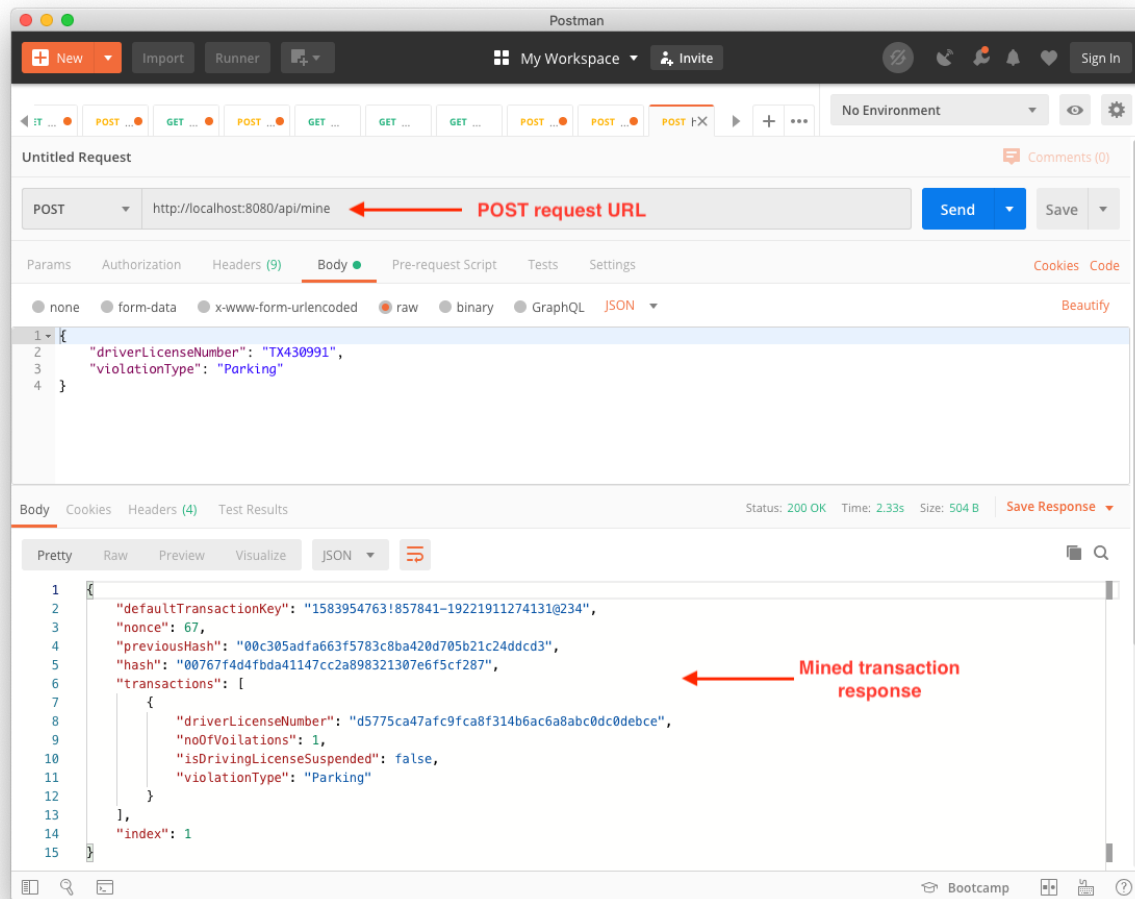 Postman
New Import Runner My Workspace Invite Sign In
ET ... POST ... GET ... POST ... GET ... GET ... GET ... POST ... POST ... POST No Environment
Untitled Request Comments (0)
POST http://localhost:8080/api/mine POST request URL Send Save
Params Authorization Headers (9) Body Pre-request Script Tests Settings Cookies Code
none form-data x-www-form-urlencoded raw binary GraphQL JSON Beautify
1 {
2 "driverLicenseNumber": "TX430991",
3 "violationType": "Parking"
4 }
Body Cookies Headers (4) Test Results Status: 200 OK Time: 2.33s Size: 504 B Save Response
Pretty Raw Preview Visualize JSON
1 {
2 "defaultTransactionKey": "1583954763!857841-19221911274131@234",
3 "nonce": 67,
4 "previousHash": "00c305adfa663f5783c8ba420d705b21c24ddcd3",
5 "hash": "00767f4d4fbda41147cc2a898321307e6f5cf287",
6 "transactions": [
7 {
8 "driverLicenseNumber": "d5775ca47afc9fca8f314b6ac6a8abc0dc0debce",
9 "noOfVoilations": 1,
10 "isDrivingLicenseSuspended": false,
11 "violationType": "Parking"
12 }
13 ],
14 "index": 1
15 }
Mined transaction
response
Bootcamp